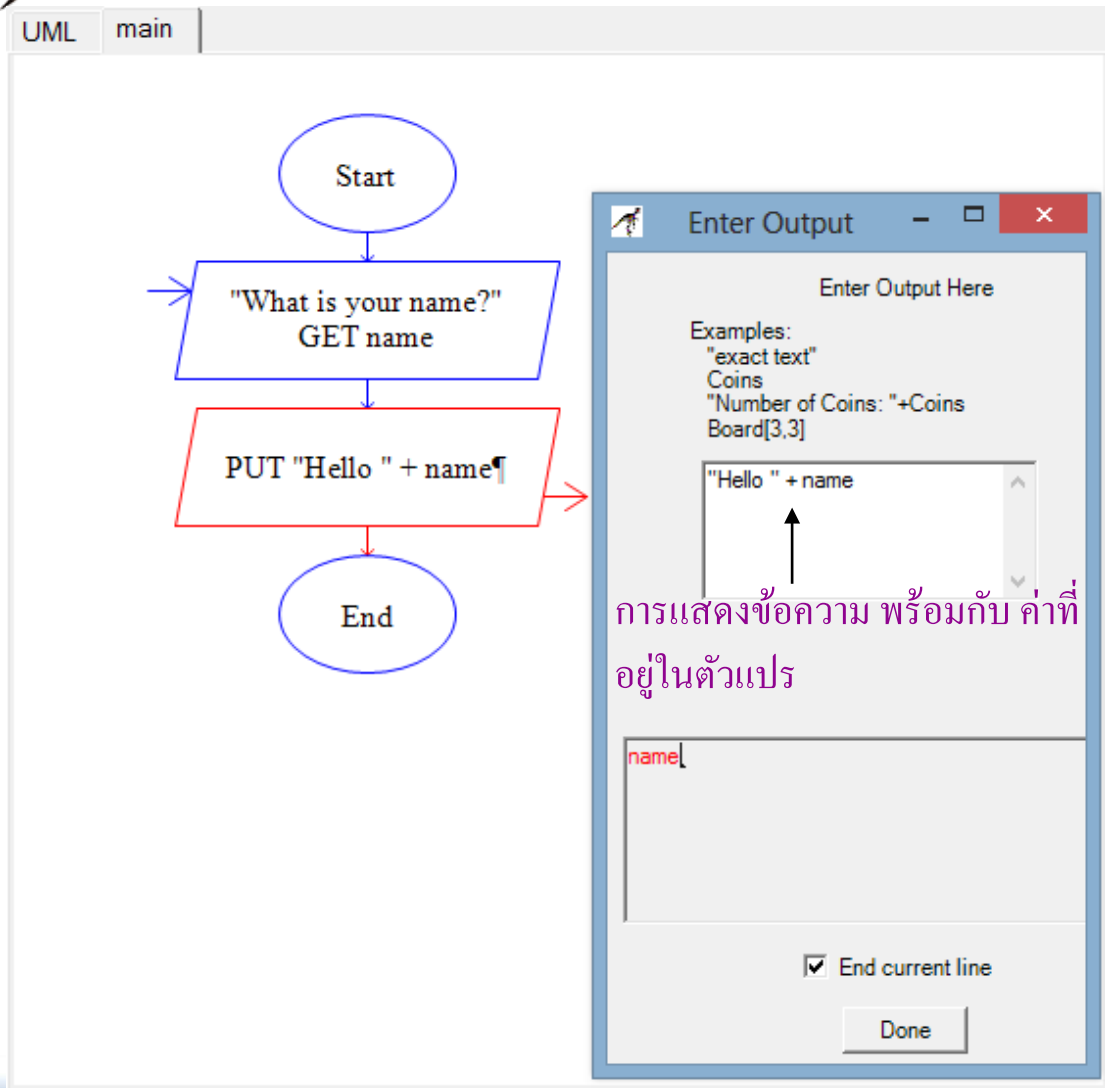 UML main
Start
"What is your name?"
GET name
PUT "Hello " + name¶
End
Enter Output
Enter Output Here
Examples:
"exact text"
Coins
"Number of Coins: "+Coins
Board[3,3]
"Hello " + name
การแสดงข้อความ พร้อมกับ ค่าที่
อยู่ในตัวแปร
name
End current line
Done